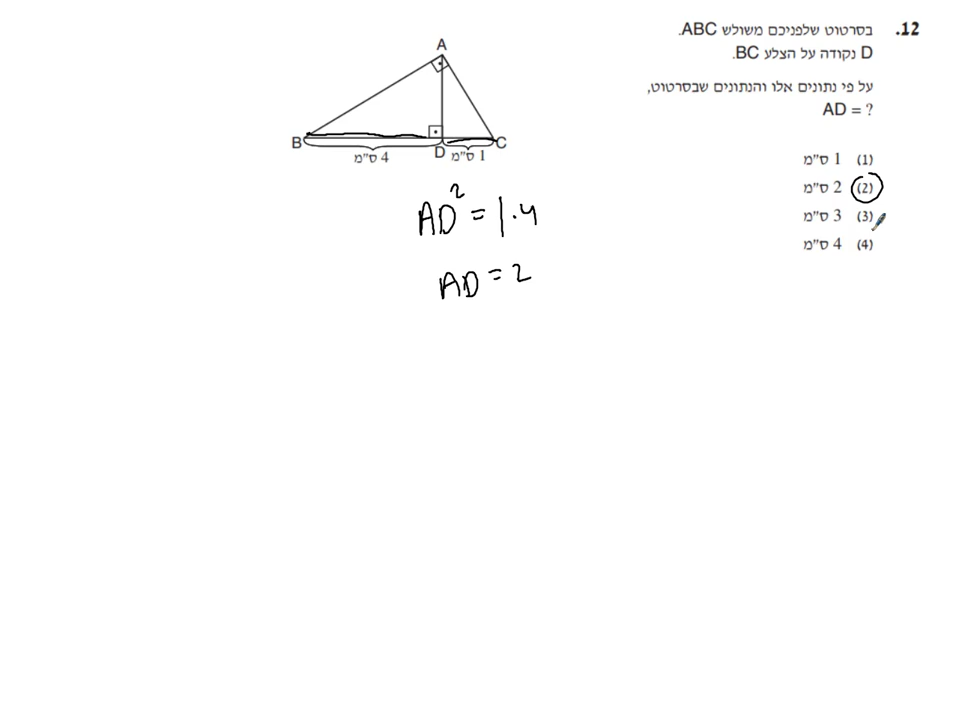 12. בסרטוט שלפניכם משולש ABC.
D נקודה על הצלע BC.
על פי נתונים אלו והנתונים שבסרטוט,
AD = ?
(1) 1 ס"מ
(2) 2 ס"מ
(3) 3 ס"מ
(4) 4 ס"מ
A
B D C
4 ס"מ 1 ס"מ
AD² = 1·4
AD = 2